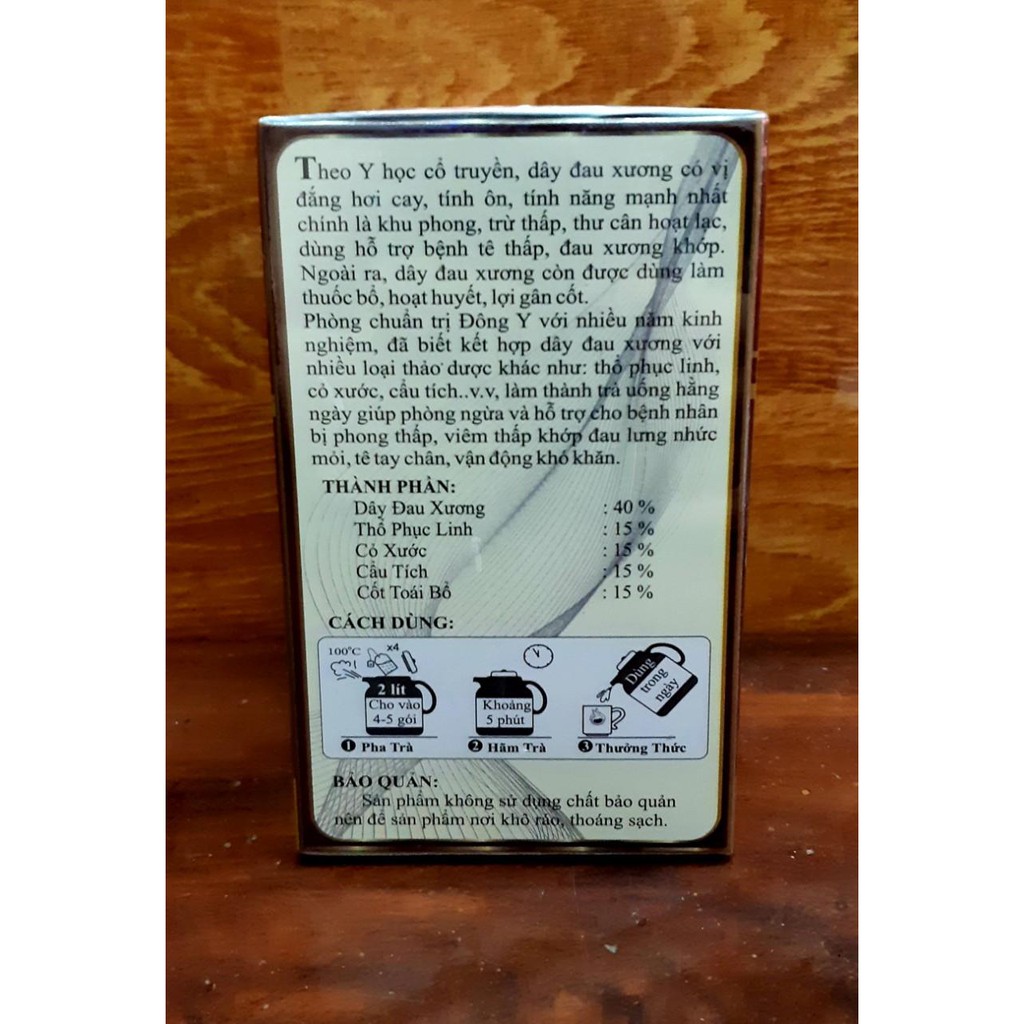 Theo Y học cổ truyền, dây đau xương có vị
đắng hơi cay, tính ôn, tính năng mạnh nhất
chính là khu phong, trừ thấp, thư cân hoạt lạc,
dùng hỗ trợ bệnh tê thấp, đau xương khớp.
Ngoài ra, dây đau xương còn được dùng làm
thuốc bổ, hoạt huyết, lợi gân cốt.
Phòng chuẩn trị Đông Y với nhiều năm kinh
nghiệm, đã biết kết hợp dây đau xương với
nhiều loại thảo dược khác như: thổ phục linh,
cỏ xước, cẩu tích..v.v, làm thành trà uống hằng
ngày giúp phòng ngừa và hỗ trợ cho bệnh nhân
bị phong thấp, viêm thấp khớp đau lưng nhức
mỏi, tê tay chân, vận động khó khăn.
THÀNH PHẦN:
Dây Đau Xương : 40 %
Thổ Phục Linh : 15 %
Cỏ Xước : 15 %
Cẩu Tích : 15 %
Cốt Toái Bổ : 15 %
CÁCH DÙNG:
100°C x4
2 lít
Cho vào
4-5 gói
1 Pha Trà
Khoảng
5 phút
2 Hãm Trà
Dùng
trong
ngày
3 Thưởng Thức
BẢO QUẢN:
Sản phẩm không sử dụng chất bảo quản
nên để sản phẩm nơi khô ráo, thoáng sạch.